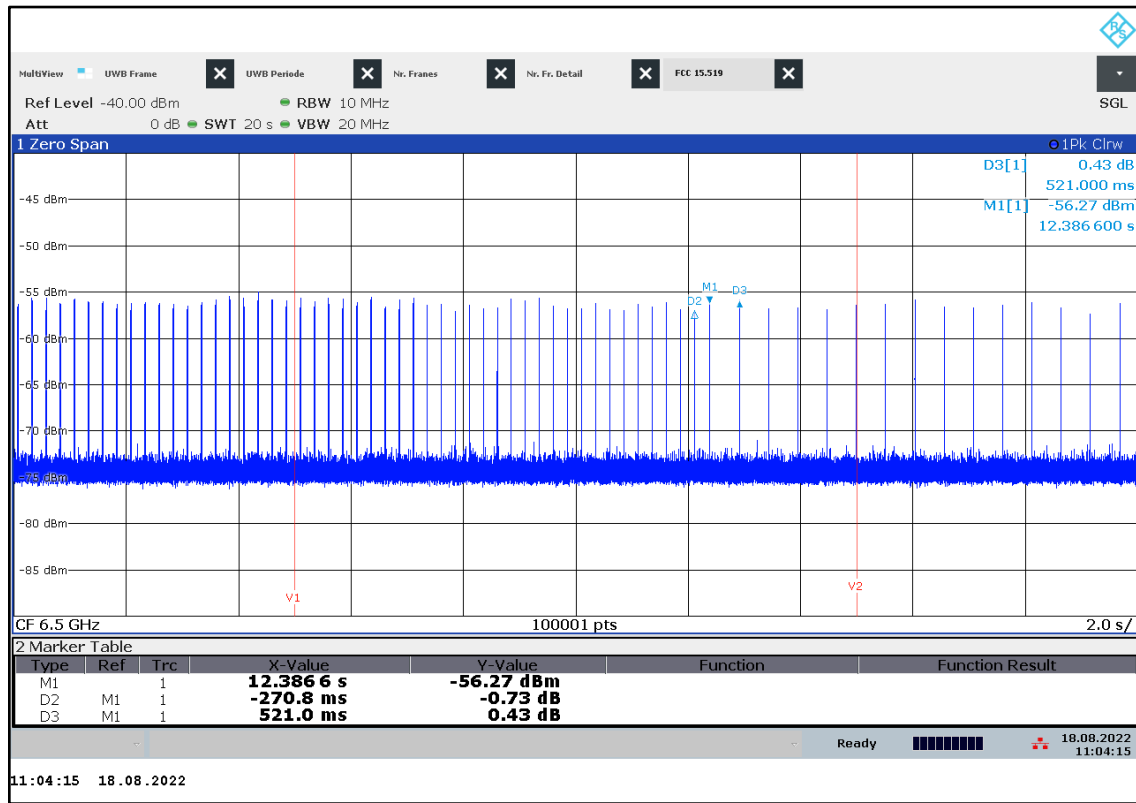 R&S
MultiView UWB Frame UWB Periode Nr. Franes Nr. Fr. Detail FCC 15.519
Ref Level -40.00 dBm RBW 10 MHz SGL
Att 0 dB SWT 20 s VBW 20 MHz
1 Zero Span 1Pk Clrw
D3[1] 0.43 dB
521.000 ms
M1[1] -56.27 dBm
12.386 600 s
-45 dBm
-50 dBm
-55 dBm
M1
D2 D3
-60 dBm
-65 dBm
-70 dBm
-75 dBm
-80 dBm
-85 dBm
V1 V2
CF 6.5 GHz 100001 pts 2.0 s/
2 Marker Table
Type Ref Trc X-Value Y-Value Function Function Result
M1 1 12.386 6 s -56.27 dBm
D2 M1 1 -270.8 ms -0.73 dB
D3 M1 1 521.0 ms 0.43 dB
Ready 18.08.2022
11:04:15
11:04:15 18.08.2022